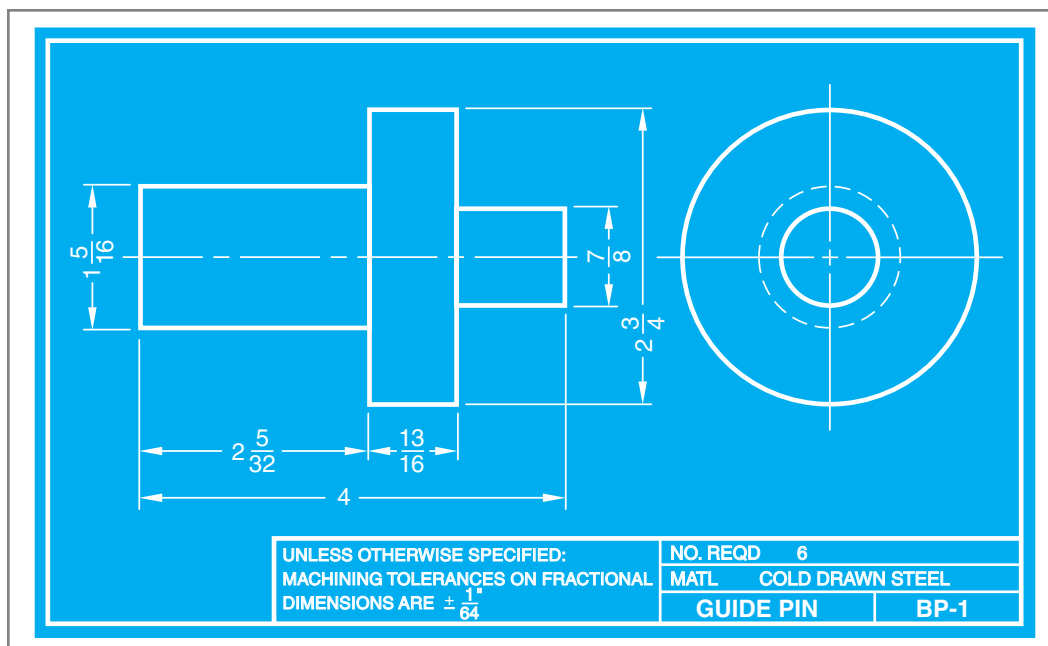 1 5/16
7/8
2 3/4
2 5/32
13/16
4
UNLESS OTHERWISE SPECIFIED:
MACHINING TOLERANCES ON FRACTIONAL
DIMENSIONS ARE ± 1/64"
NO. REQD 6
MATL COLD DRAWN STEEL
GUIDE PIN
BP-1